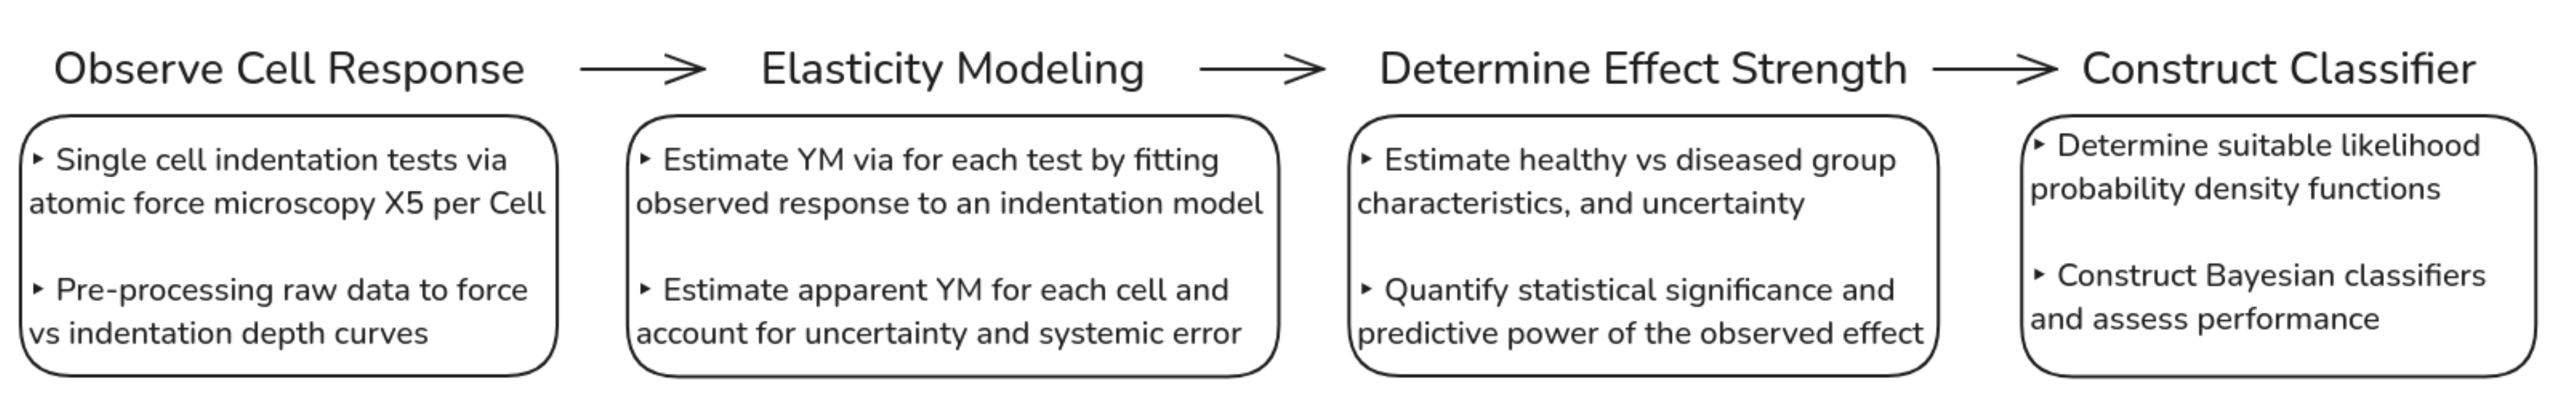 Observe Cell Response
‣ Single cell indentation tests via
atomic force microscopy X5 per Cell
‣ Pre-processing raw data to force
vs indentation depth curves
Elasticity Modeling
‣ Estimate YM via for each test by fitting
observed response to an indentation model
‣ Estimate apparent YM for each cell and
account for uncertainty and systemic error
Determine Effect Strength
‣ Estimate healthy vs diseased group
characteristics, and uncertainty
‣ Quantify statistical significance and
predictive power of the observed effect
Construct Classifier
‣ Determine suitable likelihood
probability density functions
‣ Construct Bayesian classifiers
and assess performance